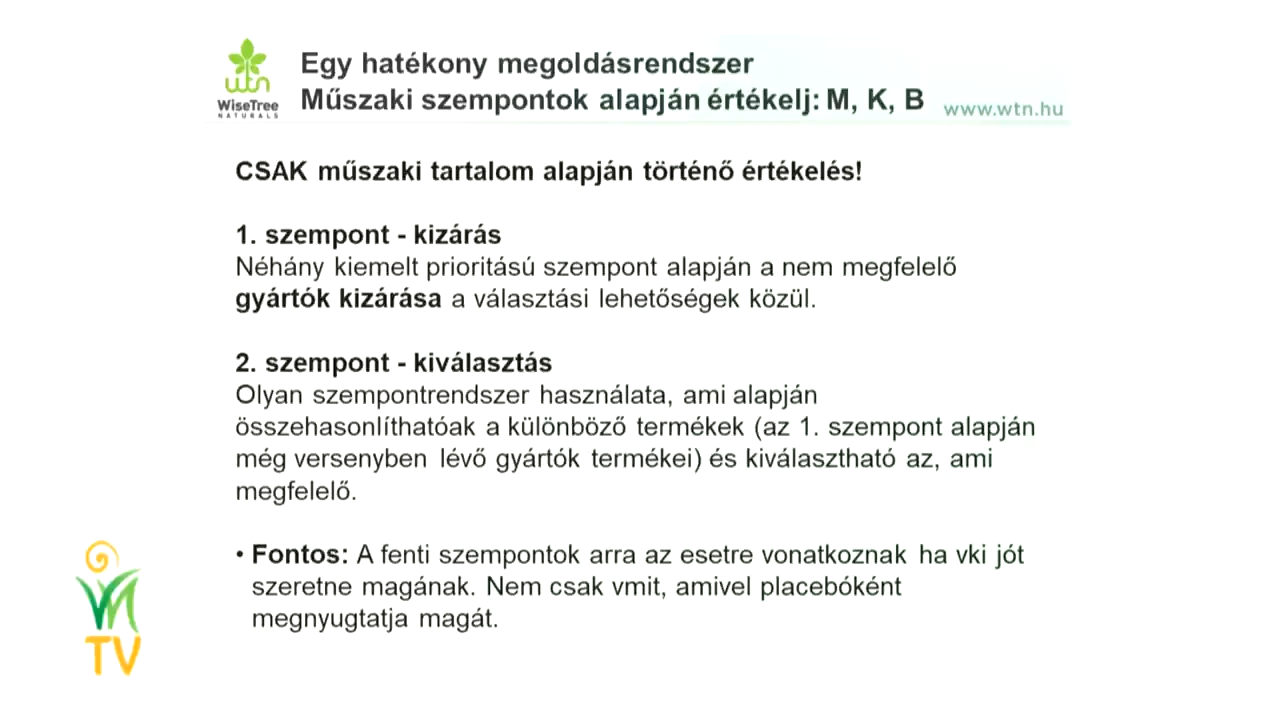 Egy hatékony megoldásrendszer
Műszaki szempontok alapján értékelj: M, K, B
wtn
WiseTree
NATURALS
www.wtn.hu
CSAK műszaki tartalom alapján történő értékelés!
1. szempont - kizárás
Néhány kiemelt prioritású szempont alapján a nem megfelelő
gyártók kizárása a választási lehetőségek közül.
2. szempont - kiválasztás
Olyan szempontrendszer használata, ami alapján
összehasonlíthatóak a különböző termékek (az 1. szempont alapján
még versenyben lévő gyártók termékei) és kiválasztható az, ami
megfelelő.
• Fontos: A fenti szempontok arra az esetre vonatkoznak ha vki jót
szeretne magának. Nem csak vmit, amivel placebóként
megnyugtatja magát.
TV